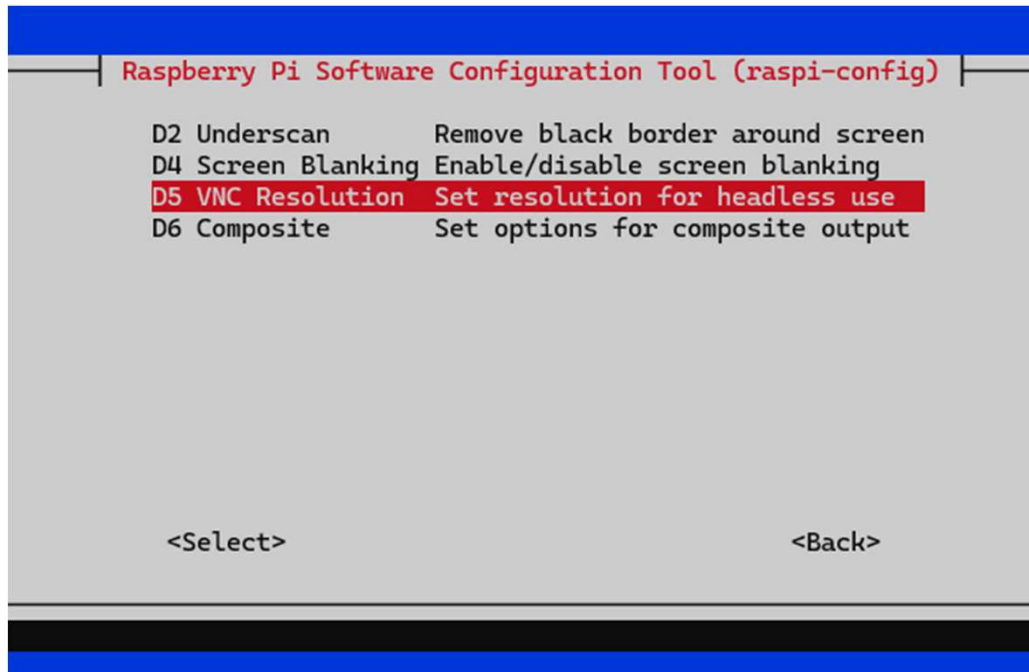 Raspberry Pi Software Configuration Tool (raspi-config)
D2 Underscan Remove black border around screen
D4 Screen Blanking Enable/disable screen blanking
D5 VNC Resolution Set resolution for headless use
D6 Composite Set options for composite output
<Select> <Back>